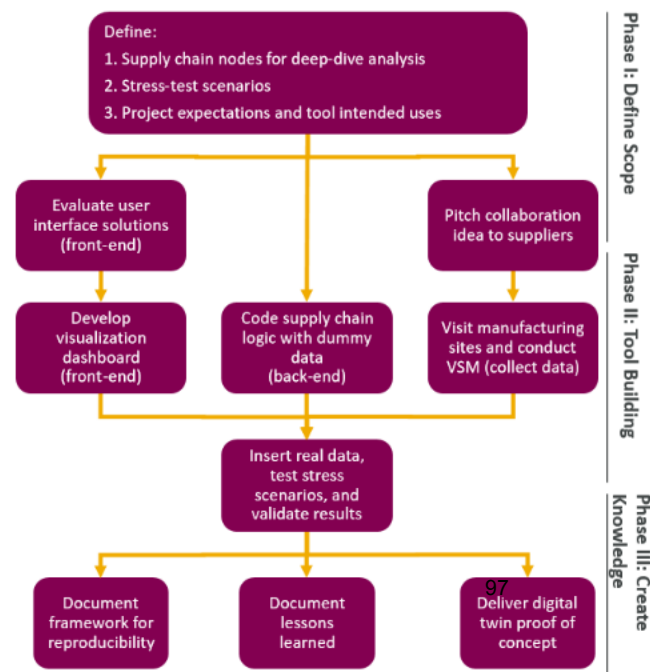 Define:
1. Supply chain nodes for deep-dive analysis
2. Stress-test scenarios
3. Project expectations and tool intended uses
Phase I: Define Scope
Evaluate user
interface solutions
(front-end)
Pitch collaboration
idea to suppliers
Develop
visualization
dashboard
(front-end)
Code supply chain
logic with dummy
data
(back-end)
Visit manufacturing
sites and conduct
VSM (collect data)
Phase II: Tool Building
Insert real data,
test stress
scenarios, and
validate results
Phase III: Create
Knowledge
Document
framework for
reproducibility
Document
lessons
learned
97
Deliver digital
twin proof of
concept